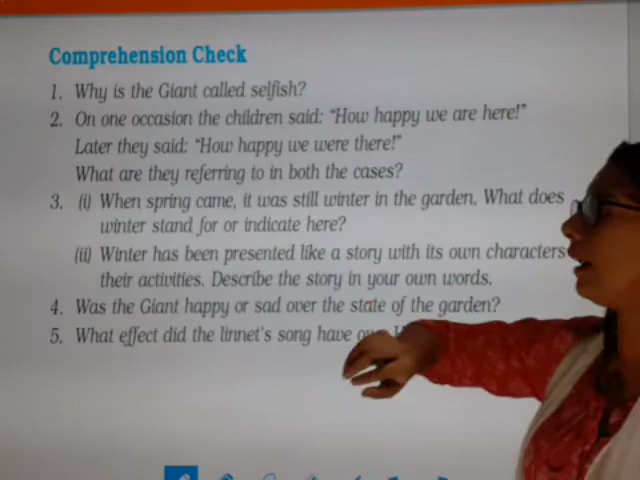 Comprehension Check
1. Why is the Giant called selfish?
2. On one occasion the children said: “How happy we are here!”
Later they said: “How happy we were there!”
What are they referring to in both the cases?
3. (i) When spring came, it was still winter in the garden. What does
winter stand for or indicate here?
(ii) Winter has been presented like a story with its own characters
their activities. Describe the story in your own words.
4. Was the Giant happy or sad over the state of the garden?
5. What effect did the linnet's song have